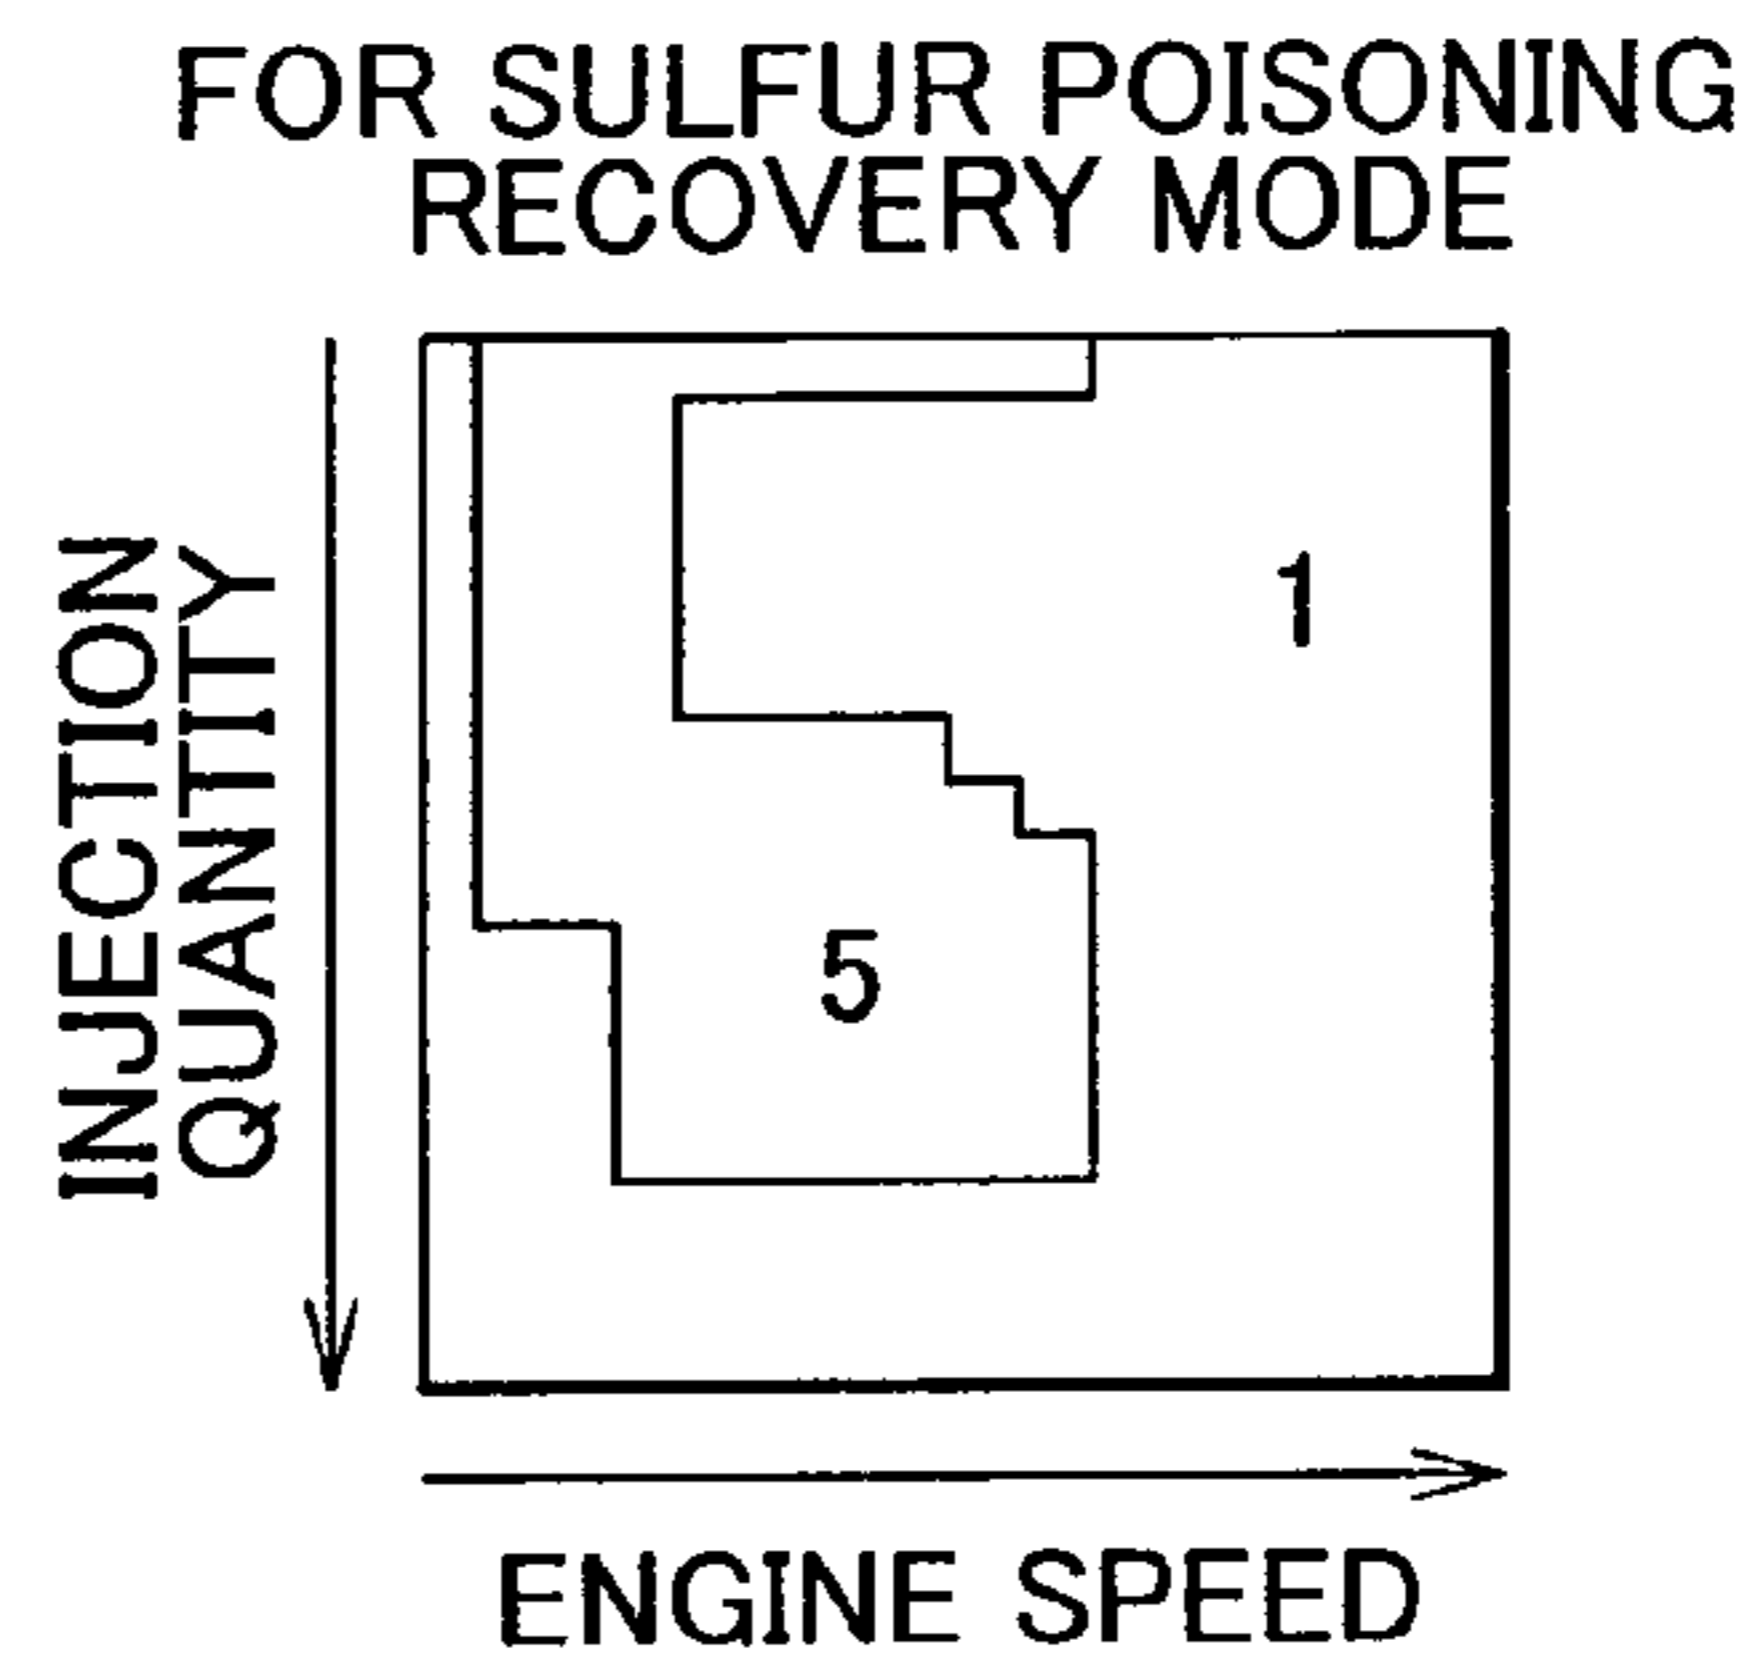 FOR SULFUR POISONING
RECOVERY MODE
INJECTION
QUANTITY
1
5
ENGINE SPEED